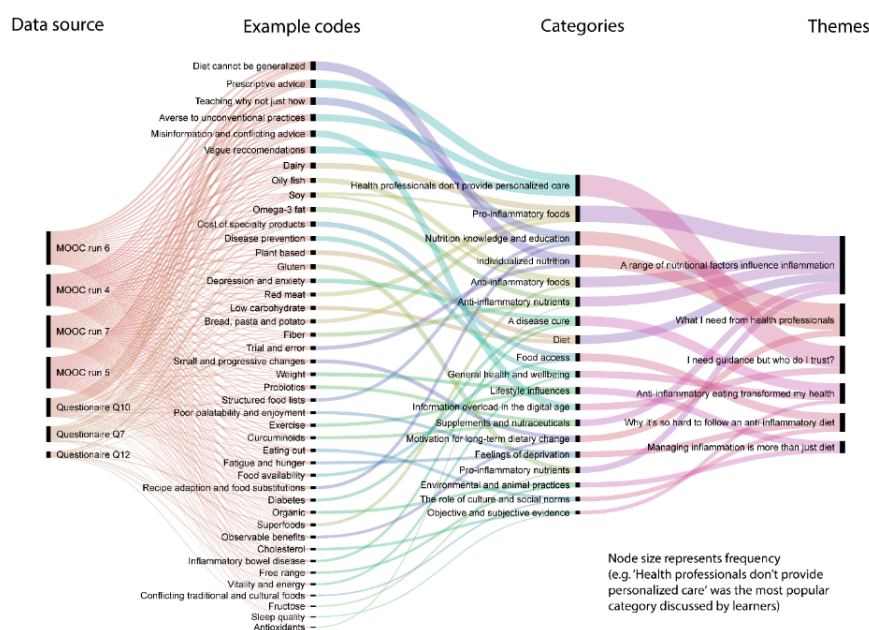 Data source
Example codes
Categories
Themes
MOOC run 6
MOOC run 4
MOOC run 7
MOOC run 5
Questionaire Q10
Questionaire Q7
Questionaire Q12
Diet cannot be generalized
Prescriptive advice
Teaching why not just how
Averse to unconventional practices
Misinformation and conflicting advice
Vague reccomendations
Dairy
Oily fish
Soy
Omega-3 fat
Cost of specialty products
Disease prevention
Plant based
Gluten
Depression and anxiety
Red meat
Low carbohydrate
Bread, pasta and potato
Fiber
Trial and error
Small and progressive changes
Weight
Probiotics
Structured food lists
Poor palatability and enjoyment
Exercise
Curcuminoids
Eating out
Fatigue and hunger
Food availability
Recipe adaption and food substitutions
Diabetes
Organic
Superfoods
Observable benefits
Cholesterol
Inflammatory bowel disease
Free range
Vitality and energy
Conflicting traditional and cultural foods
Fructose
Sleep quality
Antioxidants
Health professionals don't provide personalized care
Pro-inflammatory foods
Nutrition knowledge and education
Individualized nutrition
Anti-inflammatory foods
Anti-inflammatory nutrients
A disease cure
Diet
Food access
General health and wellbeing
Lifestyle influences
Information overload in the digital age
Supplements and nutraceuticals
Motivation for long-term dietary change
Feelings of deprivation
Pro-inflammatory nutrients
Environmental and animal practices
The role of culture and social norms
Objective and subjective evidence
A range of nutritional factors influence inflammation
What I need from health professionals
I need guidance but who do I trust?
Anti-inflammatory eating transformed my health
Why it's so hard to follow an anti-inflammatory diet
Managing inflammation is more than just diet
Node size represents frequency
(e.g. 'Health professionals don't provide
personalized care' was the most popular
category discussed by learners)